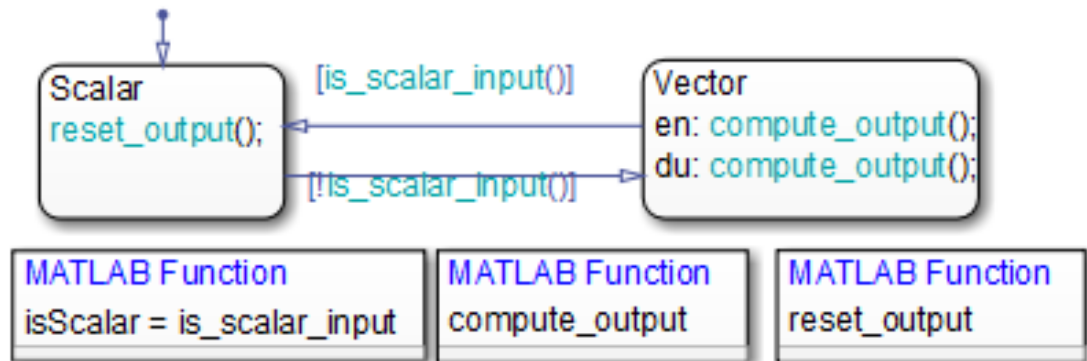 Scalar
reset_output();
[is_scalar_input()]
[!is_scalar_input()]
Vector
en: compute_output();
du: compute_output();
MATLAB Function
isScalar = is_scalar_input
MATLAB Function
compute_output
MATLAB Function
reset_output